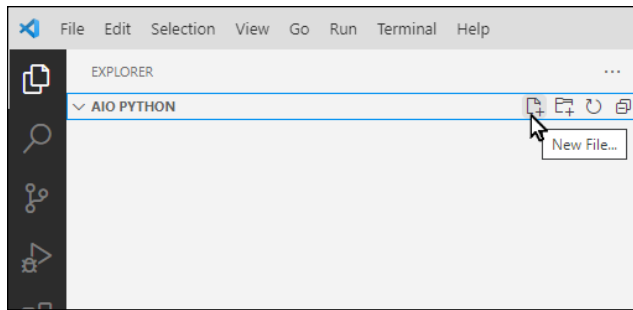 File Edit Selection View Go Run Terminal Help
EXPLORER
AIO PYTHON
New File...